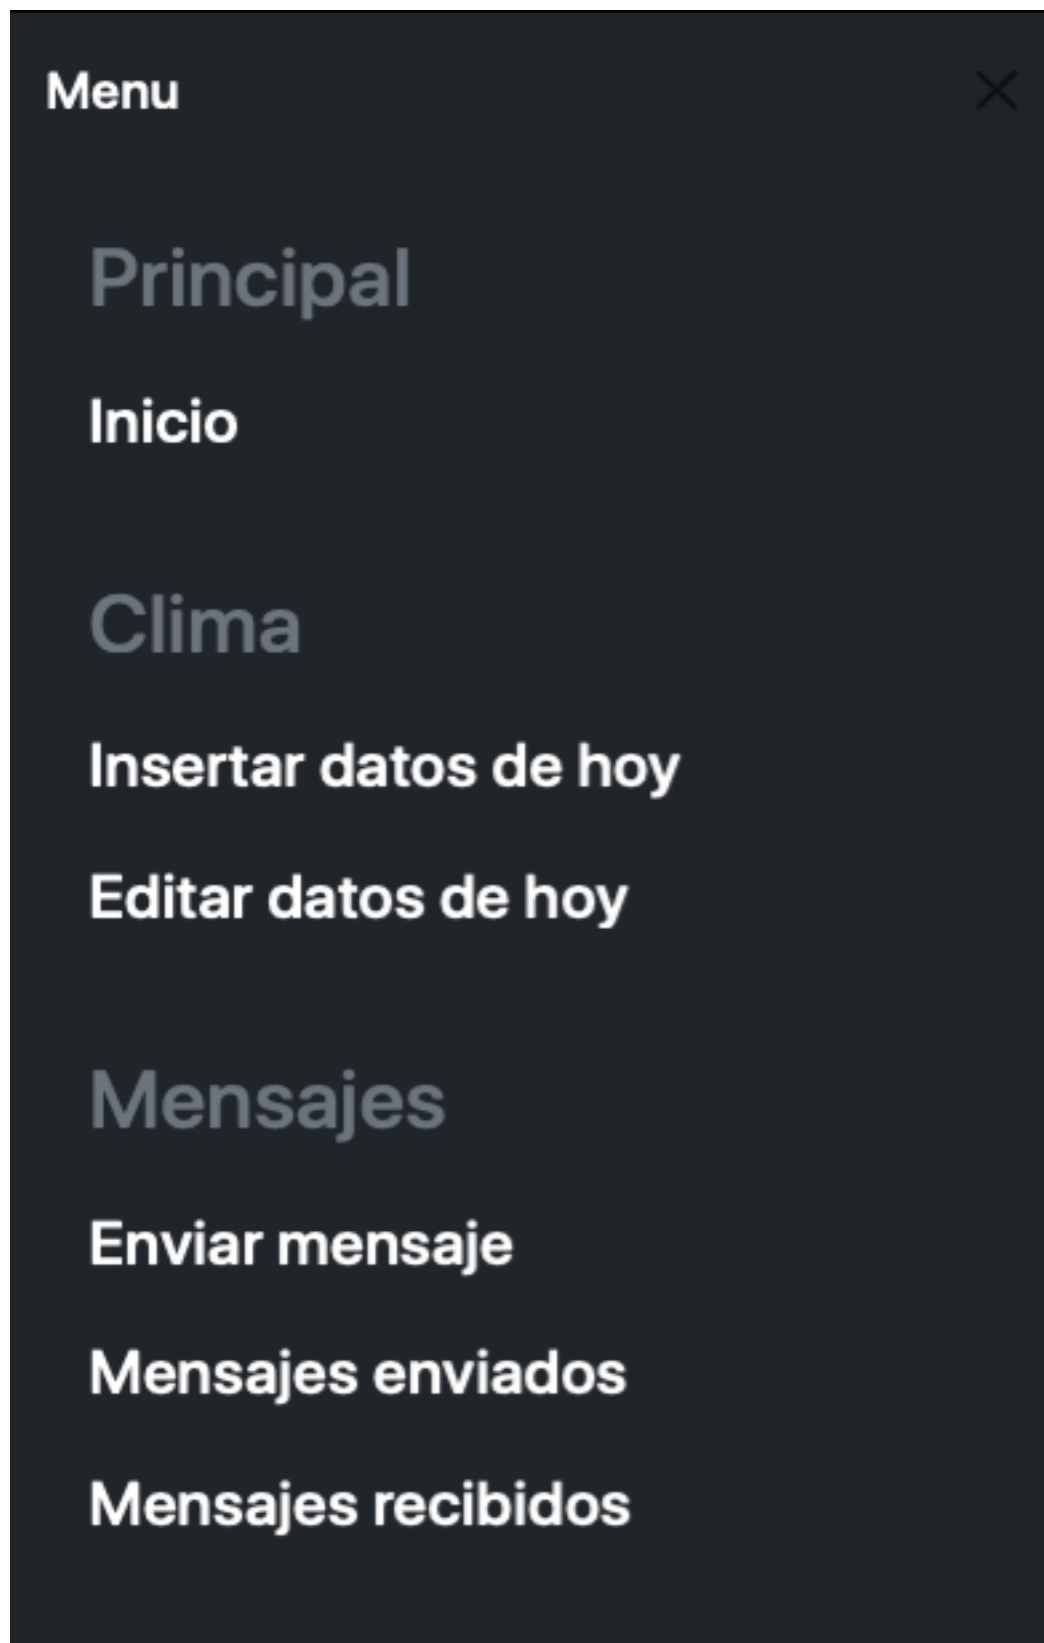 Menu
Principal
Inicio
Clima
Insertar datos de hoy
Editar datos de hoy
Mensajes
Enviar mensaje
Mensajes enviados
Mensajes recibidos